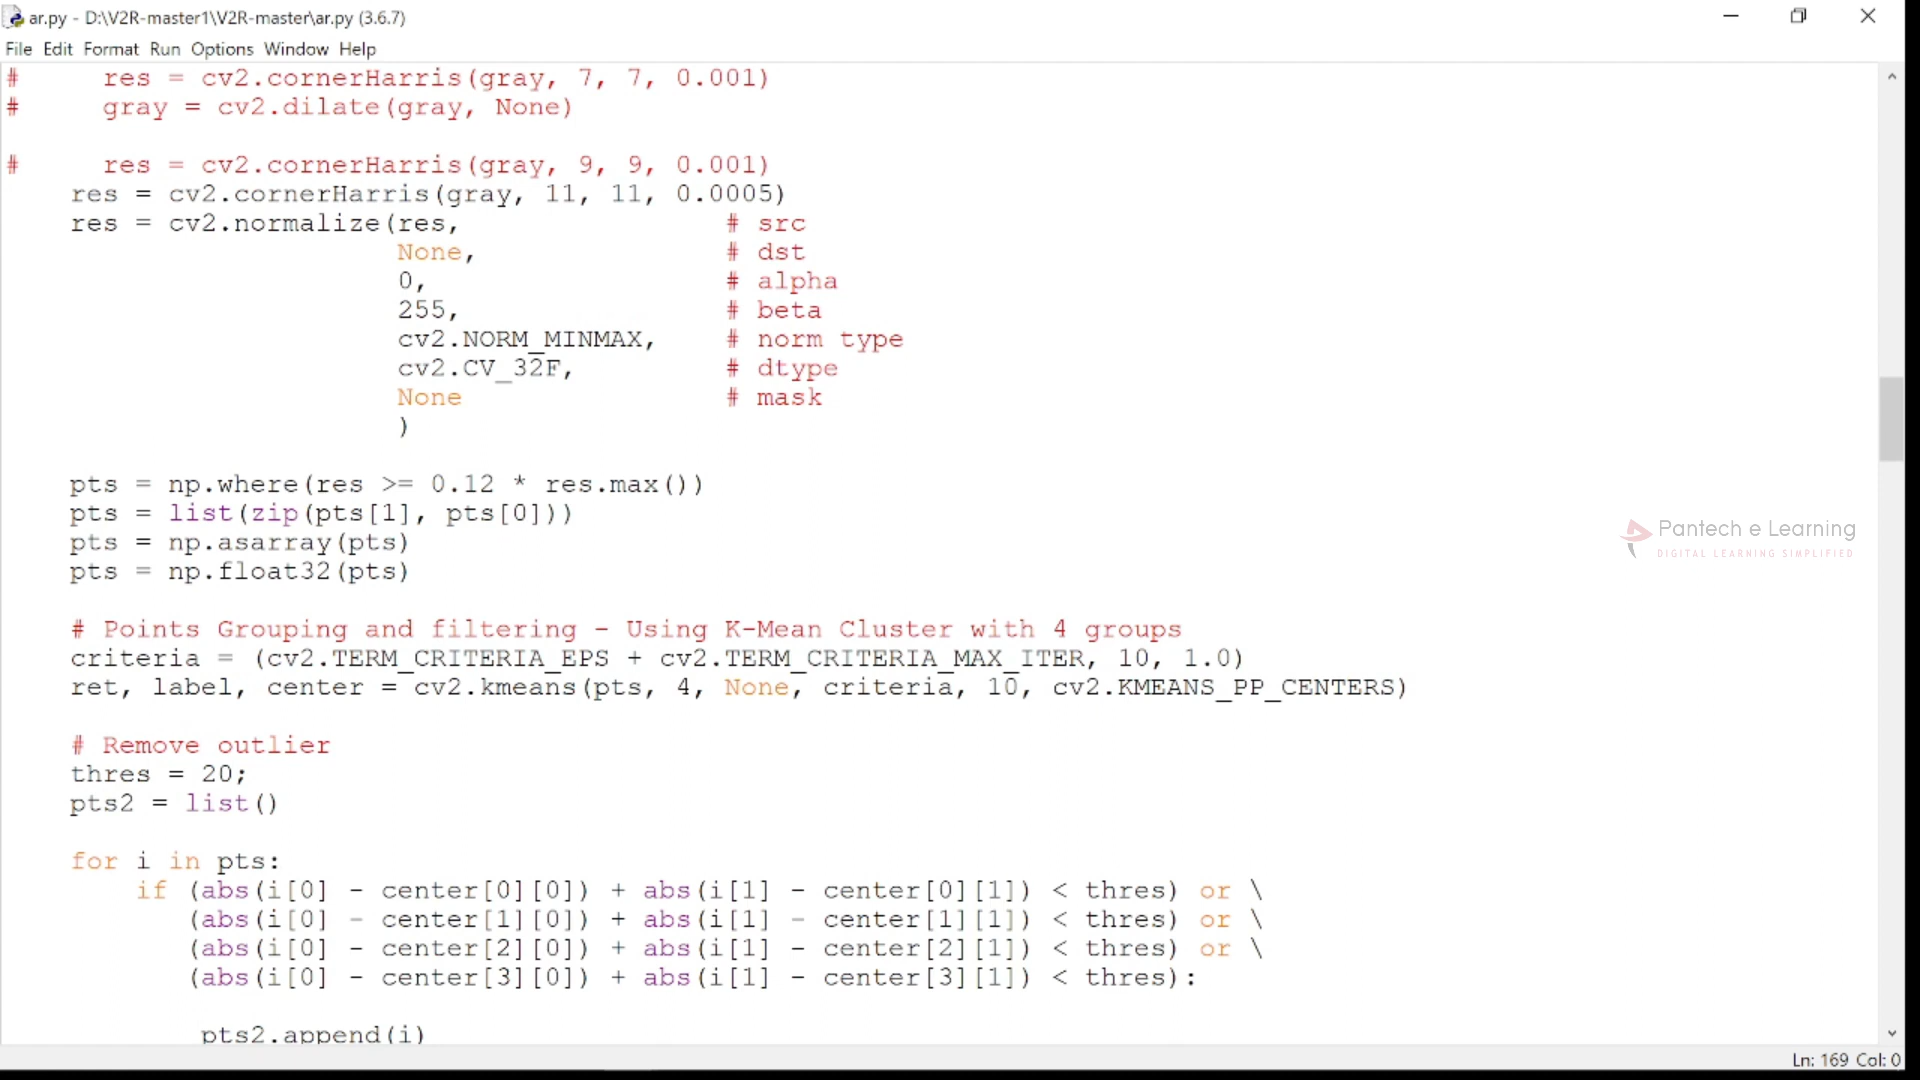 ar.py - D:\V2R-master1\V2R-master\ar.py (3.6.7)
File Edit Format Run Options Window Help
#     res = cv2.cornerHarris(gray, 7, 7, 0.001)
#     gray = cv2.dilate(gray, None)
#     res = cv2.cornerHarris(gray, 9, 9, 0.001)
    res = cv2.cornerHarris(gray, 11, 11, 0.0005)
    res = cv2.normalize(res,                # src
                        None,               # dst
                        0,                  # alpha
                        255,                # beta
                        cv2.NORM_MINMAX,    # norm type
                        cv2.CV_32F,         # dtype
                        None                # mask
                        )
    pts = np.where(res >= 0.12 * res.max())
    pts = list(zip(pts[1], pts[0]))
    pts = np.asarray(pts)
    pts = np.float32(pts)
    # Points Grouping and filtering - Using K-Mean Cluster with 4 groups
    criteria = (cv2.TERM_CRITERIA_EPS + cv2.TERM_CRITERIA_MAX_ITER, 10, 1.0)
    ret, label, center = cv2.kmeans(pts, 4, None, criteria, 10, cv2.KMEANS_PP_CENTERS)
    # Remove outlier
    thres = 20;
    pts2 = list()
    for i in pts:
        if (abs(i[0] - center[0][0]) + abs(i[1] - center[0][1]) < thres) or \
           (abs(i[0] - center[1][0]) + abs(i[1] - center[1][1]) < thres) or \
           (abs(i[0] - center[2][0]) + abs(i[1] - center[2][1]) < thres) or \
           (abs(i[0] - center[3][0]) + abs(i[1] - center[3][1]) < thres):
            pts2.append(i)
Pantech e Learning
DIGITAL LEARNING SIMPLIFIED
Ln: 169 Col: 0